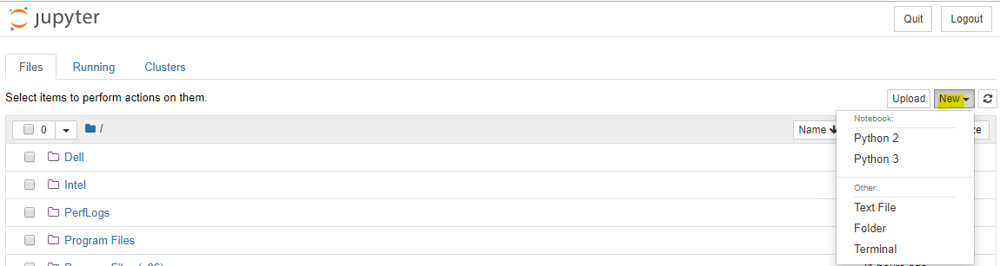 jupyter
Quit
Logout
Files
Running
Clusters
Select items to perform actions on them.
Upload
New
0
/
Name
ze
Notebook:
Python 2
Python 3
Other:
Text File
Folder
Terminal
Dell
Intel
PerfLogs
Program Files